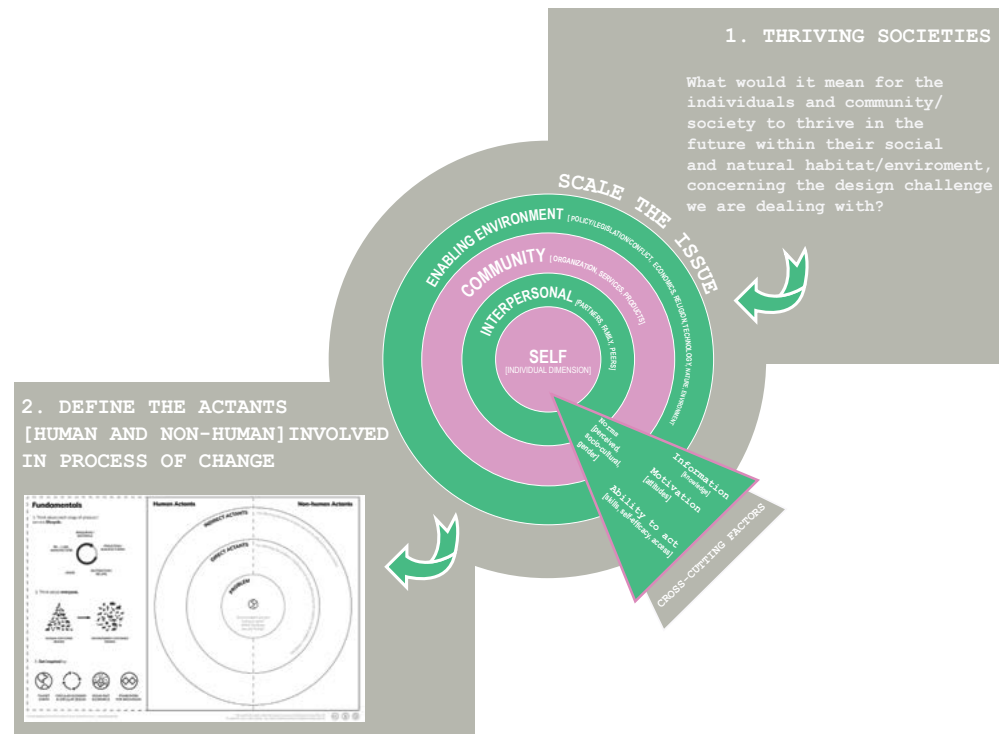 1. THRIVING SOCIETIES
What would it mean for the
individuals and community/
society to thrive in the
future within their social
and natural habitat/enviroment,
concerning the design challenge
we are dealing with?
SCALE THE ISSUE
ENABLING ENVIRONMENT [POLICY/LEGISLATION/CONFLICT, ECONOMICS, RELIGION, TECHNOLOGY, NATURE, ENVIRONMENT
COMMUNITY [ ORGANIZATION, SERVICES, PRODUCTS]
INTERPERSONAL [PARTNERS, FAMILY, PEERS]
SELF
[INDIVIDUAL DIMENSION]
Norms
[perceived,
socio-cultural,
gender]
Information
[knowledge]
Motivation
[attitudes]
Ability to act
[skills, self-efficacy, access]
CROSS-CUTTING FACTORS
2. DEFINE THE ACTANTS
[HUMAN AND NON-HUMAN]INVOLVED
IN PROCESS OF CHANGE
Fundamentals
Human Actants
Non-human Actants
INDIRECT ACTANTS
DIRECT ACTANTS
PROBLEM